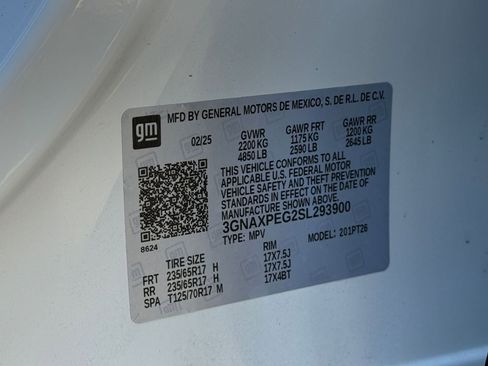 gm
MFD BY GENERAL MOTORS DE MEXICO, S. DE R.L. DE C.V.
02/25 GVWR GAWR FRT GAWR RR
2200 KG 1175 KG 1200 KG
4850 LB 2590 LB 2645 LB
THIS VEHICLE CONFORMS TO ALL
APPLICABLE U.S. FEDERAL MOTOR
VEHICLE SAFETY AND THEFT PREVENTION
STANDARDS IN EFFECT ON THE DATE OF
MANUFACTURE SHOWN ABOVE.
3GNAXPEG2SL293900
8624
TYPE: MPV MODEL: 201PT26
TIRE SIZE RIM
FRT 235/65R17 H 17X7.5J
RR 235/65R17 H 17X7.5J
SPA T125/70R17 M 17X4BT